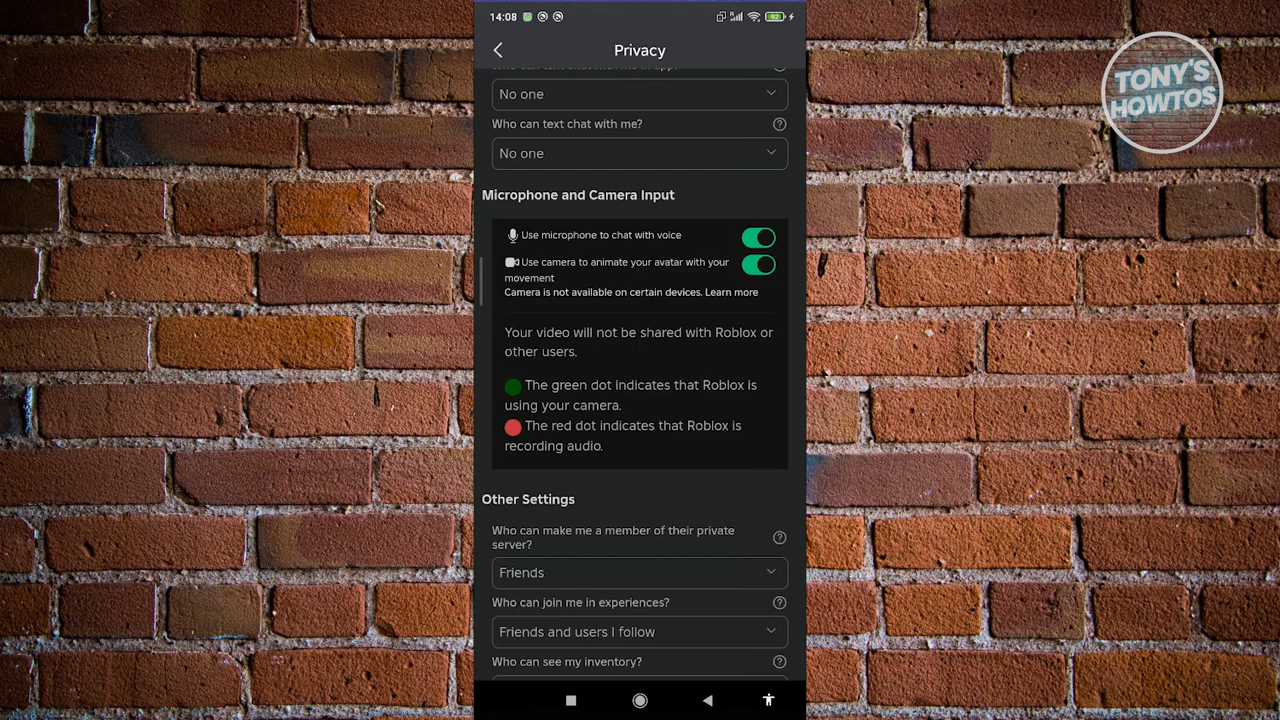 14:08
92
Privacy
TONY'S
HOWTOS
No one
Who can text chat with me?
No one
Microphone and Camera Input
Use microphone to chat with voice
Use camera to animate your avatar with your
movement
Camera is not available on certain devices. Learn more
Your video will not be shared with Roblox or
other users.
The green dot indicates that Roblox is
using your camera.
The red dot indicates that Roblox is
recording audio.
Other Settings
Who can make me a member of their private
server?
Friends
Who can join me in experiences?
Friends and users I follow
Who can see my inventory?